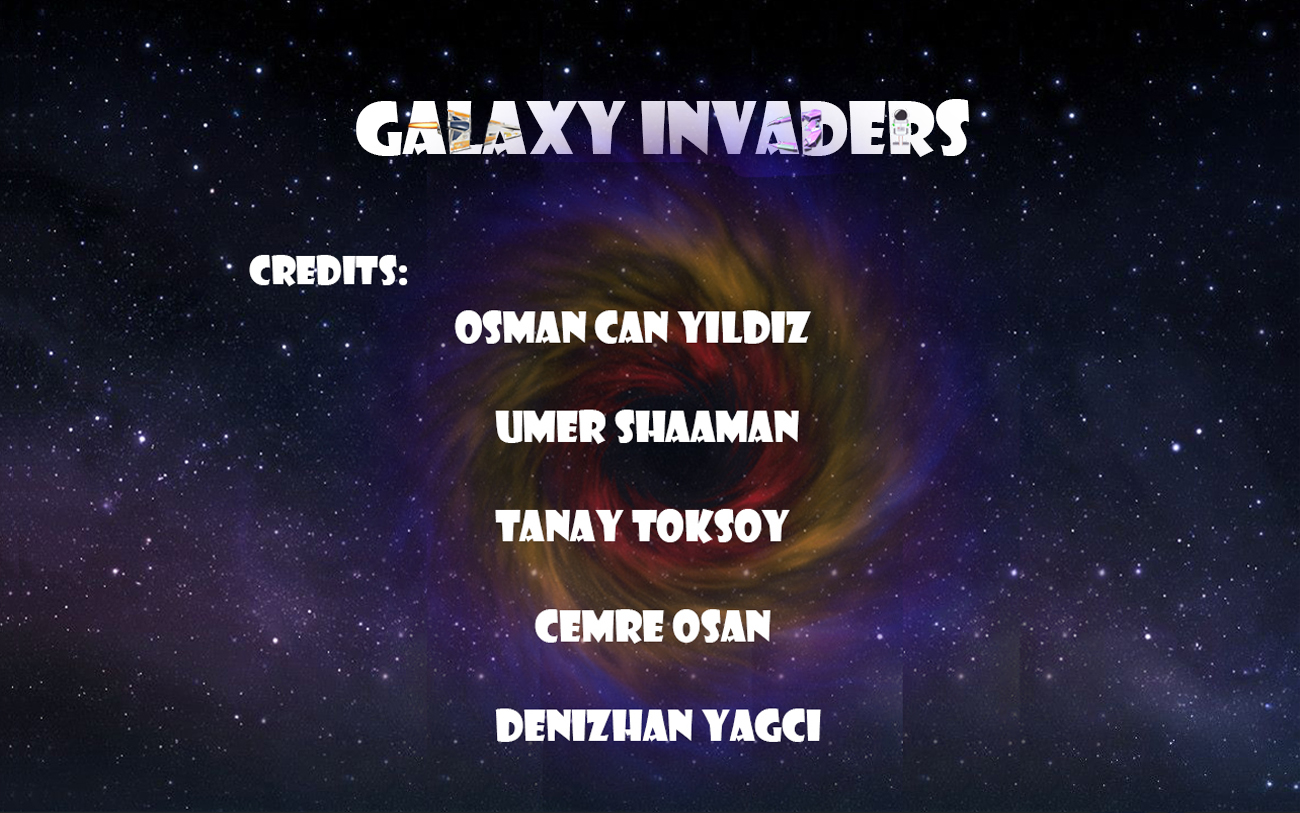 GALAXY INVADERS
CREDITS:
OSMAN CAN YILDIZ
UMER SHAAMAN
TANAY TOKSOY
CEMRE OSAN
DENIZHAN YAGCI